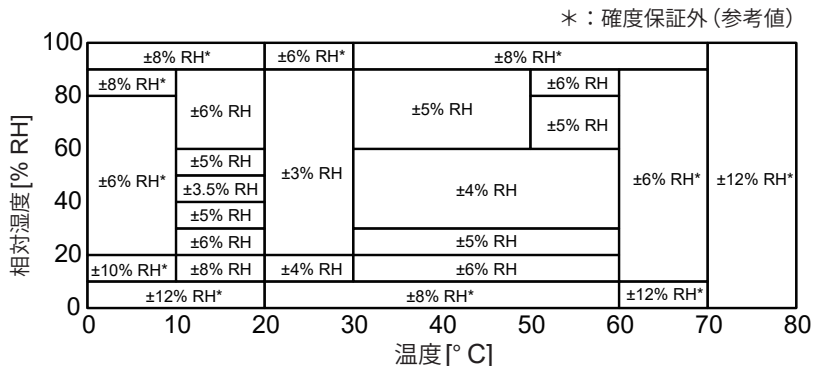 ＊：確度保証外（参考値）
100
±8% RH* ±6% RH* ±8% RH*
±8% RH* ±6% RH
80
±6% RH ±5% RH ±5% RH
60
±5% RH
±6% RH* ±3.5% RH ±3% RH ±4% RH ±6% RH* ±12% RH*
40
±5% RH
±6% RH ±5% RH
20
±10% RH* ±8% RH ±4% RH ±6% RH
±12% RH* ±8% RH* ±12% RH*
0
0 10 20 30 40 50 60 70 80
相対湿度[% RH]
温度[° C]